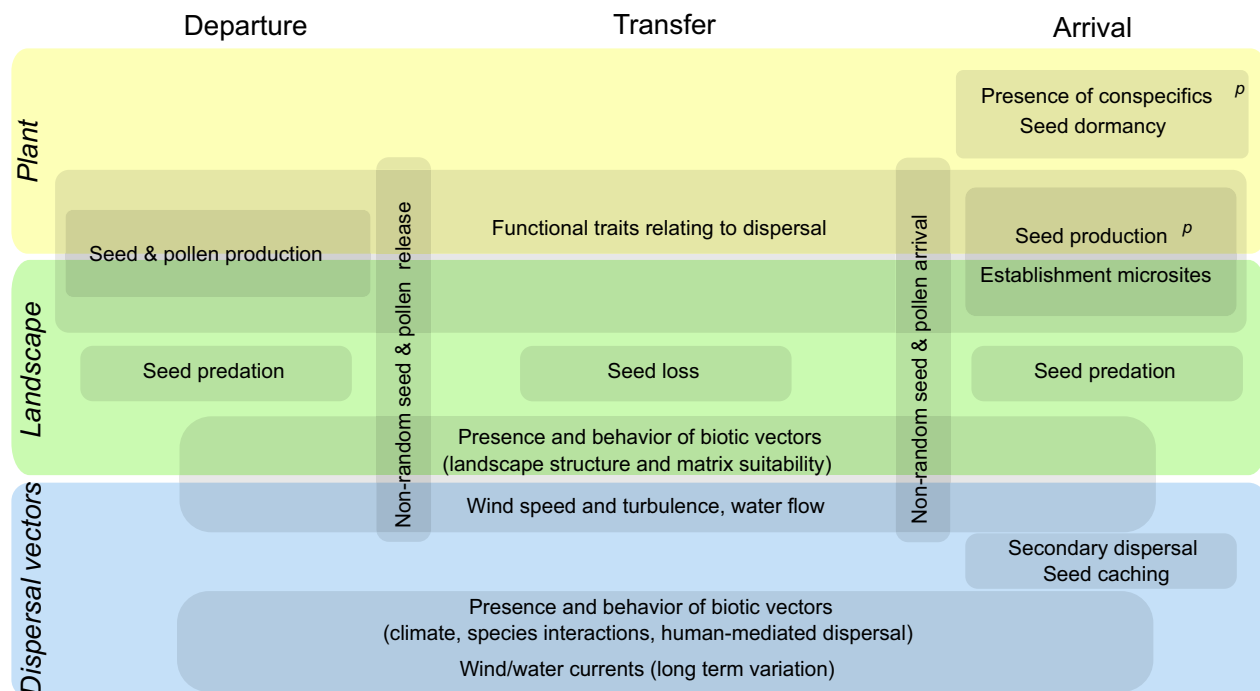 Departure
Transfer
Arrival
Plant
Presence of conspecifics p
Seed dormancy
Functional traits relating to dispersal
Seed & pollen production
Seed production p
Establishment microsites
Non-random seed & pollen release
Non-random seed & pollen arrival
Landscape
Seed predation
Seed loss
Seed predation
Presence and behavior of biotic vectors
(landscape structure and matrix suitability)
Wind speed and turbulence, water flow
Dispersal vectors
Secondary dispersal
Seed caching
Presence and behavior of biotic vectors
(climate, species interactions, human-mediated dispersal)
Wind/water currents (long term variation)